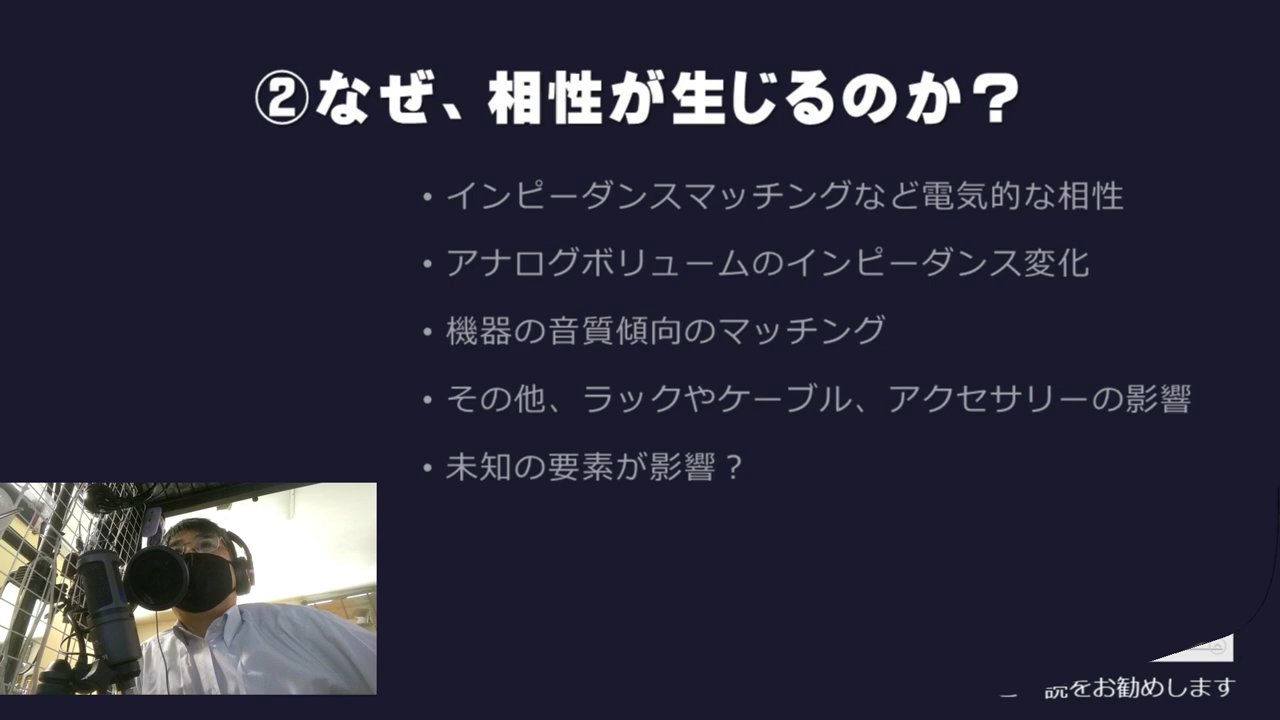 ②なぜ、相性が生じるのか？
・インピーダンスマッチングなど電気的な相性
・アナログボリュームのインピーダンス変化
・機器の音質傾向のマッチング
・その他、ラックやケーブル、アクセサリーの影響
・未知の要素が影響？
読をお勧めします